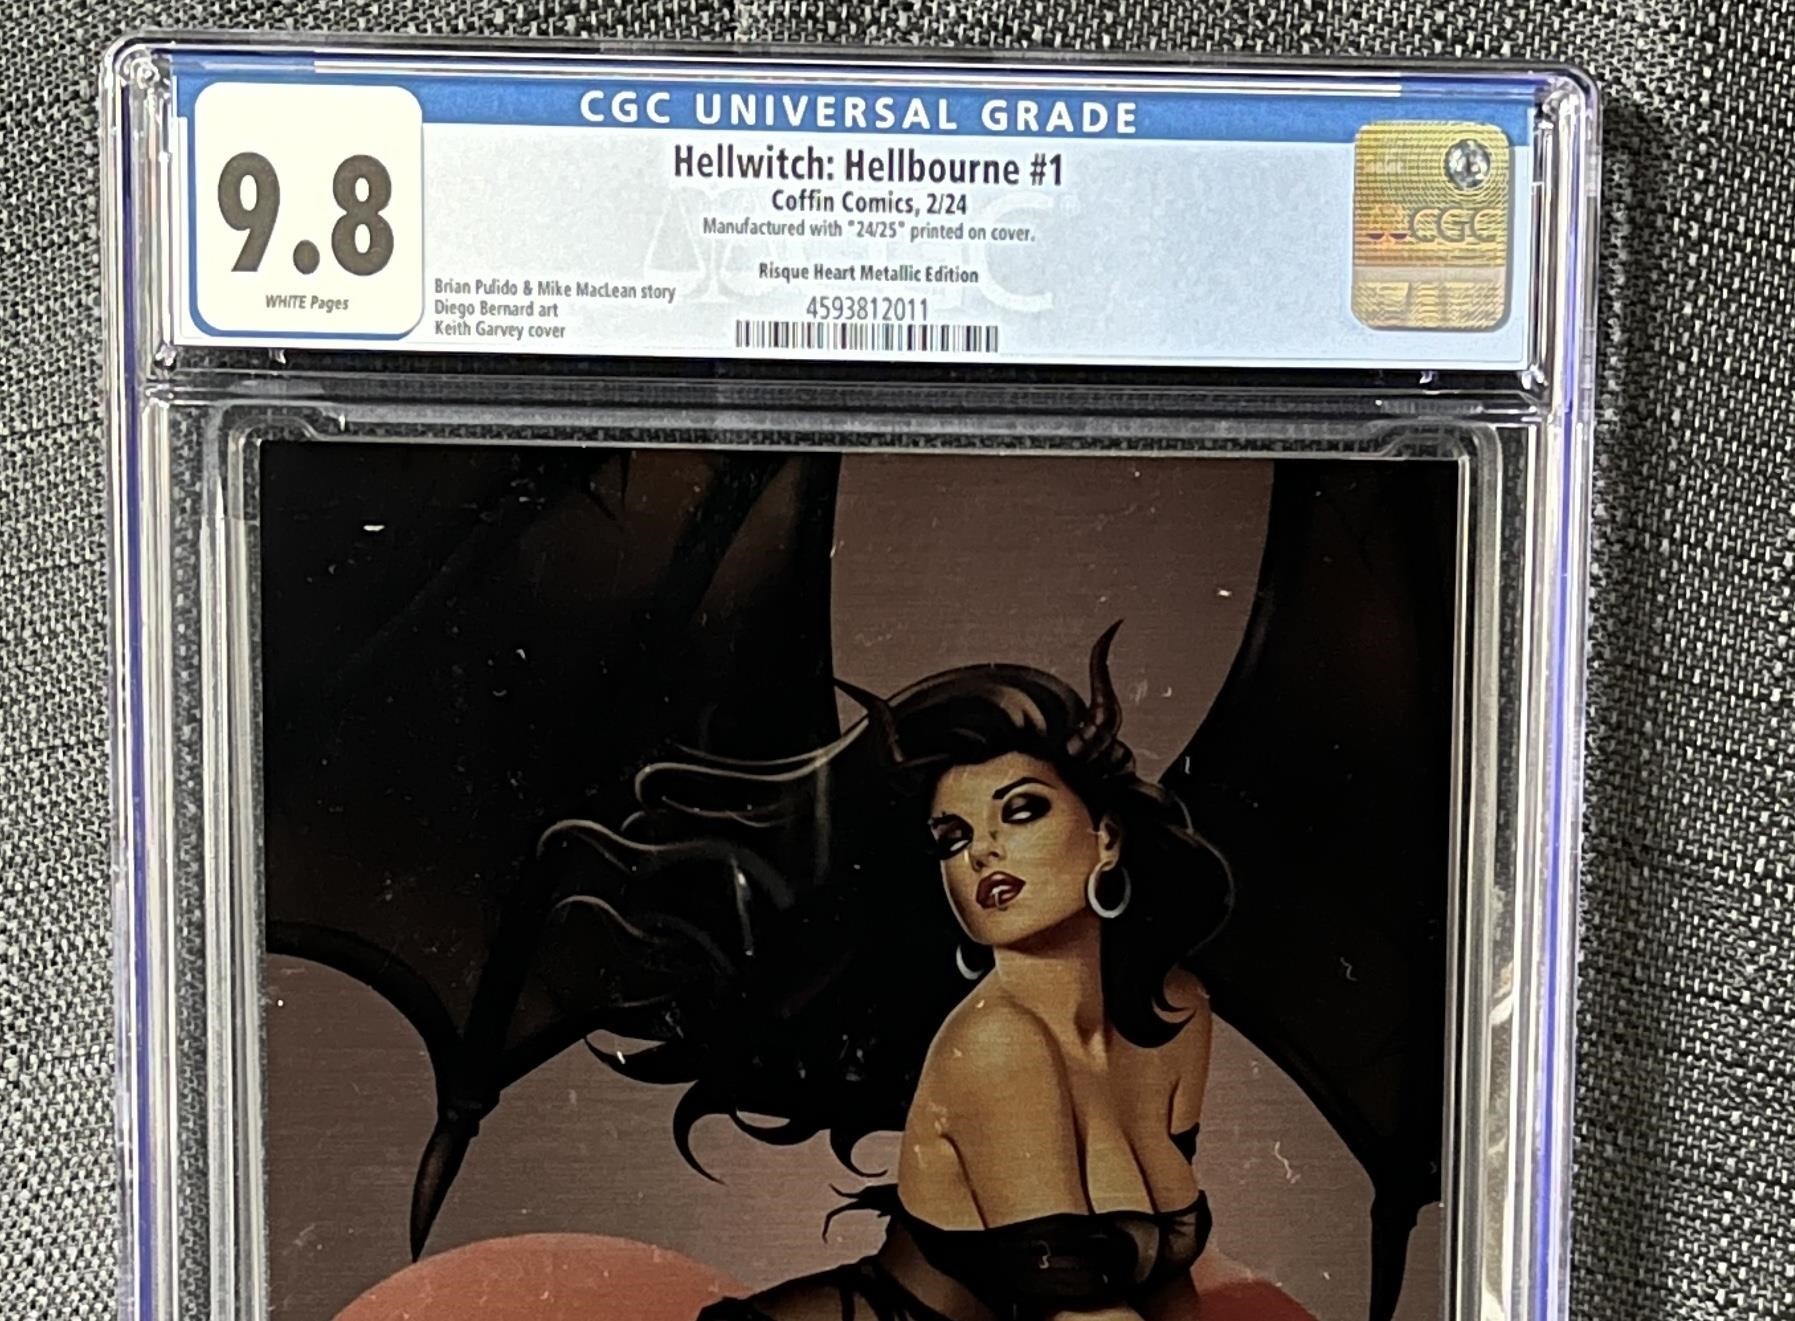 CGC UNIVERSAL GRADE
9.8
WHITE Pages
Hellwitch: Hellbourne #1
Coffin Comics, 2/24
Manufactured with "24/25" printed on cover.
Risque Heart Metallic Edition
4593812011
Brian Pulido & Mike MacLean story
Diego Bernard art
Keith Garvey cover
CGC